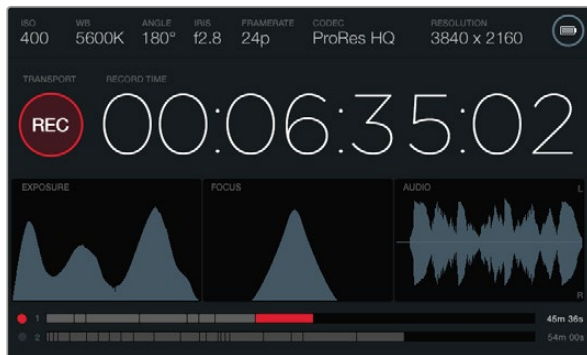 ISO WB ANGLE IRIS FRAMERATE CODEC RESOLUTION
400 5600K 180° f2.8 24p ProRes HQ 3840 x 2160
TRANSPORT RECORD TIME
REC 00:06:35:02
EXPOSURE FOCUS AUDIO L
R
1 45m 36s
2 54m 00s